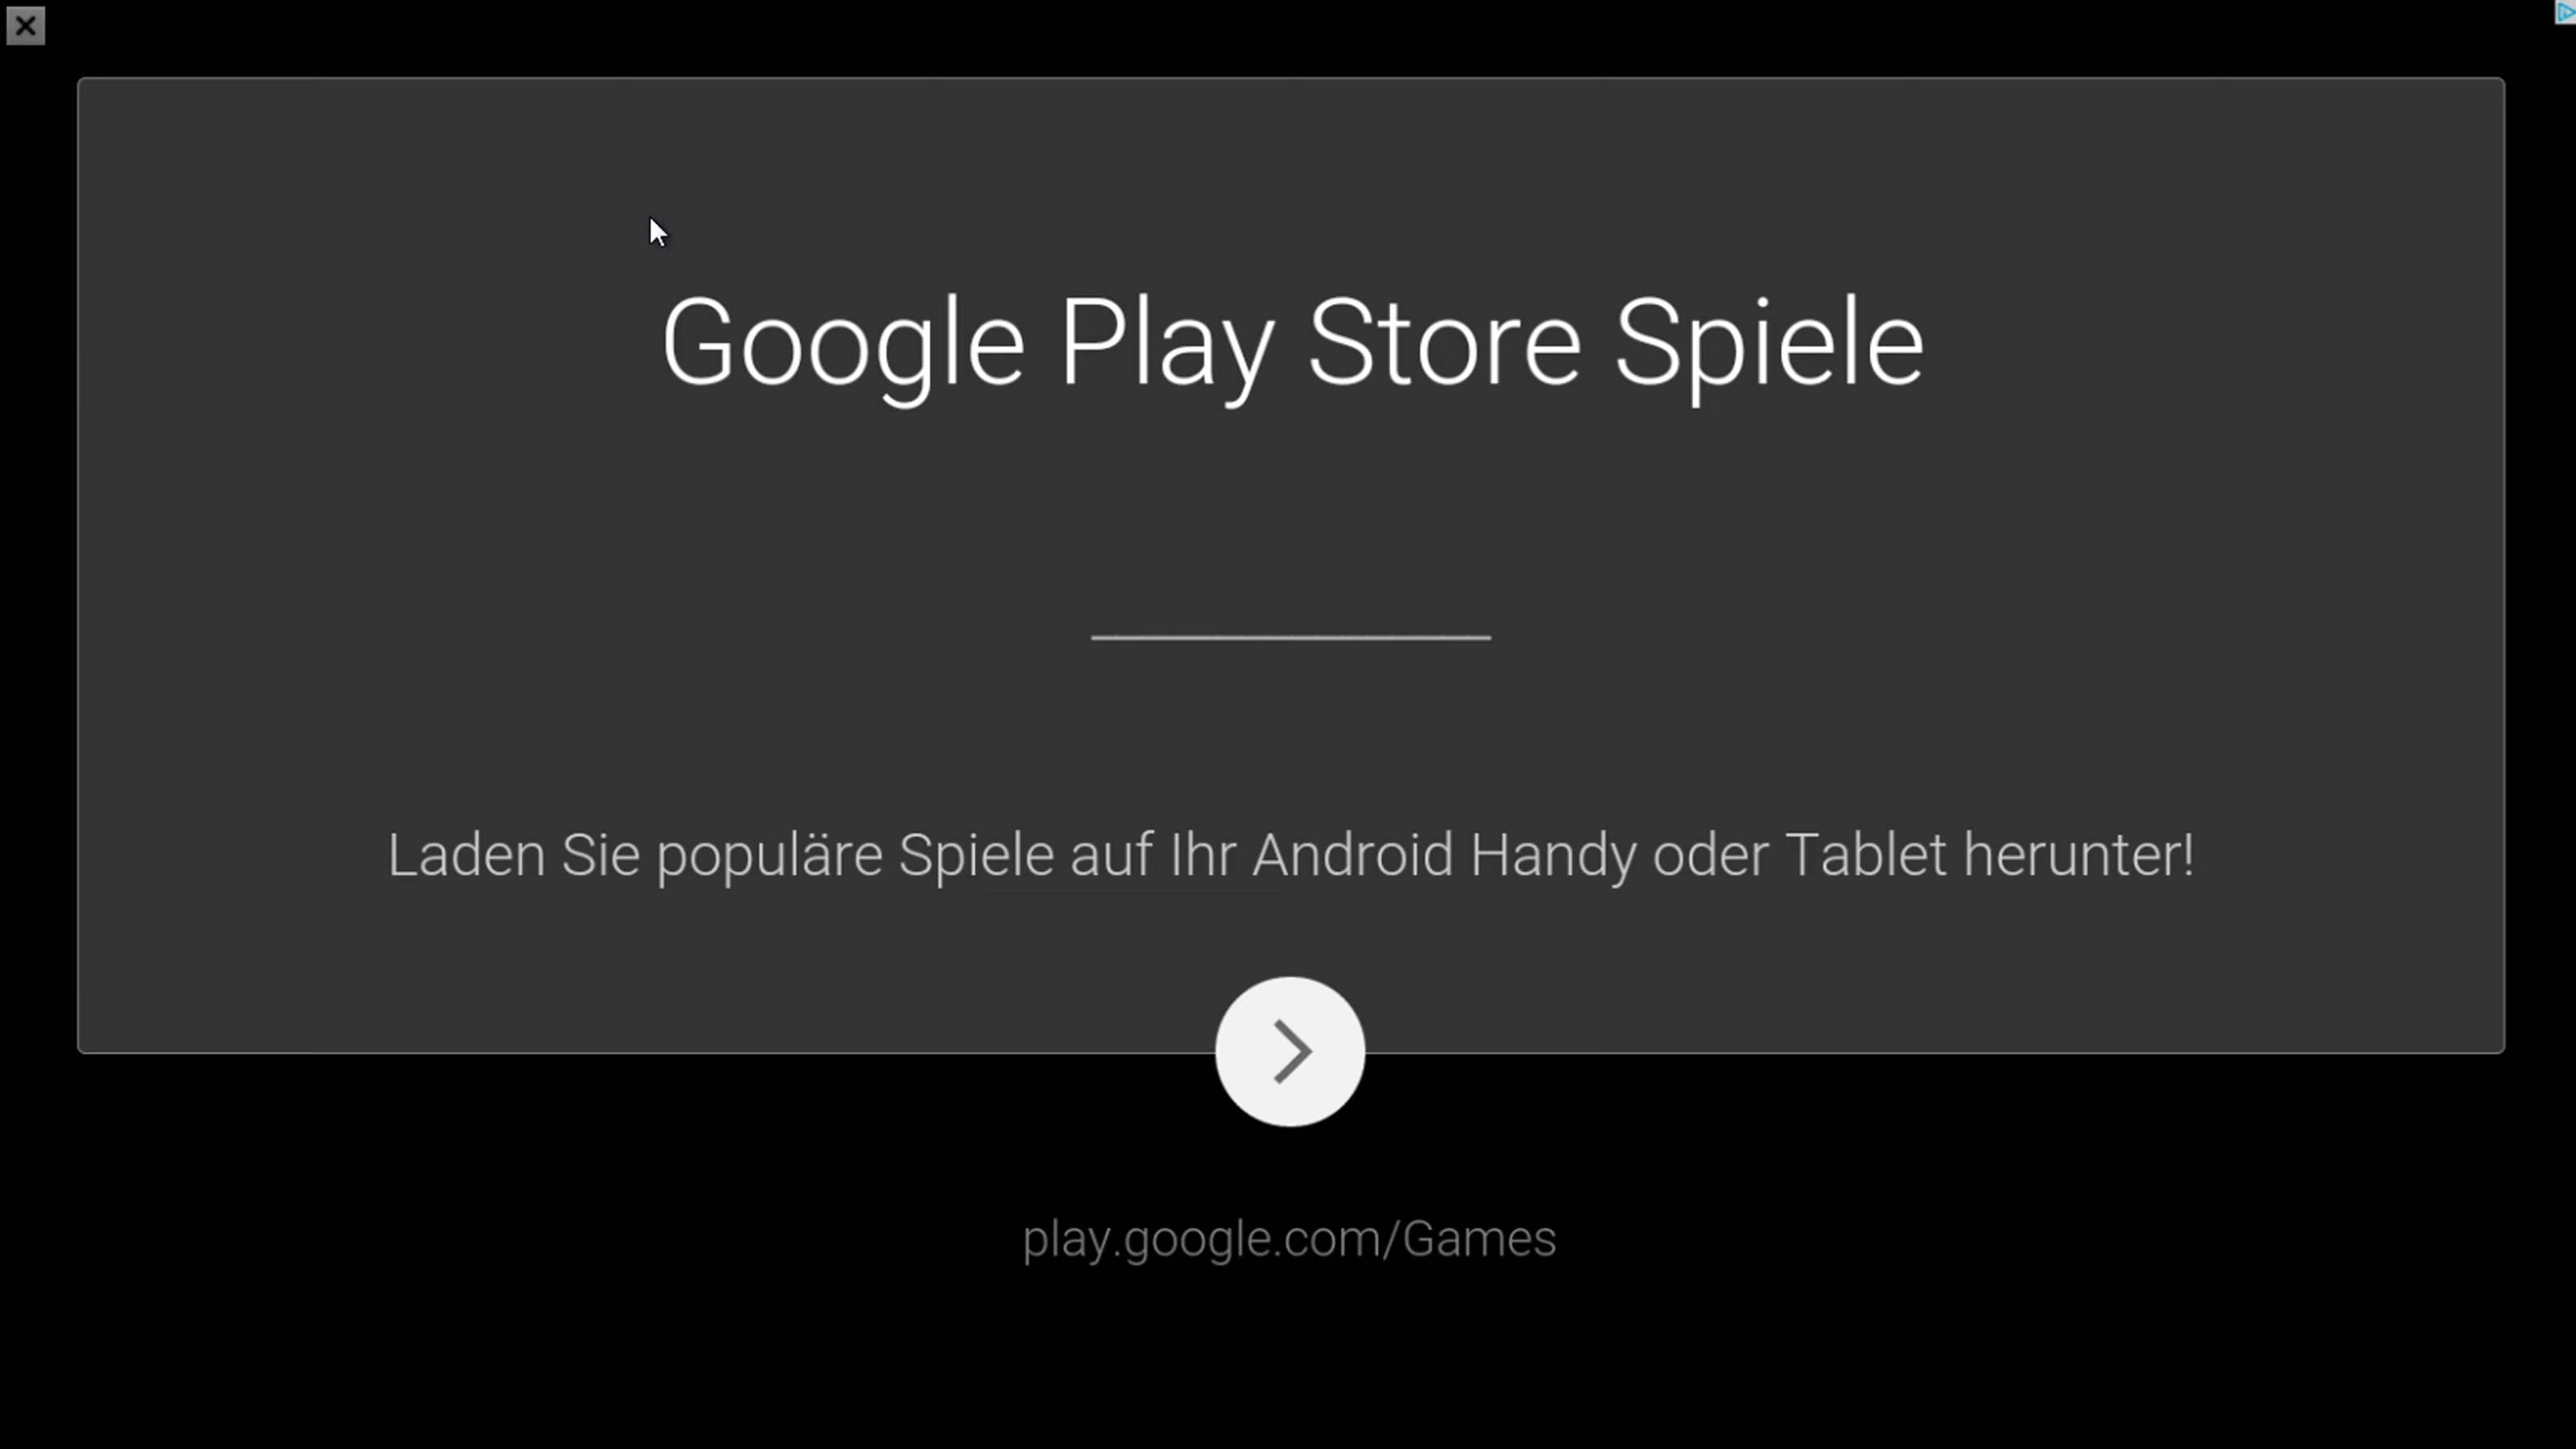 Google Play Store Spiele
Laden Sie populäre Spiele auf Ihr Android Handy oder Tablet herunter!
play.google.com/Games